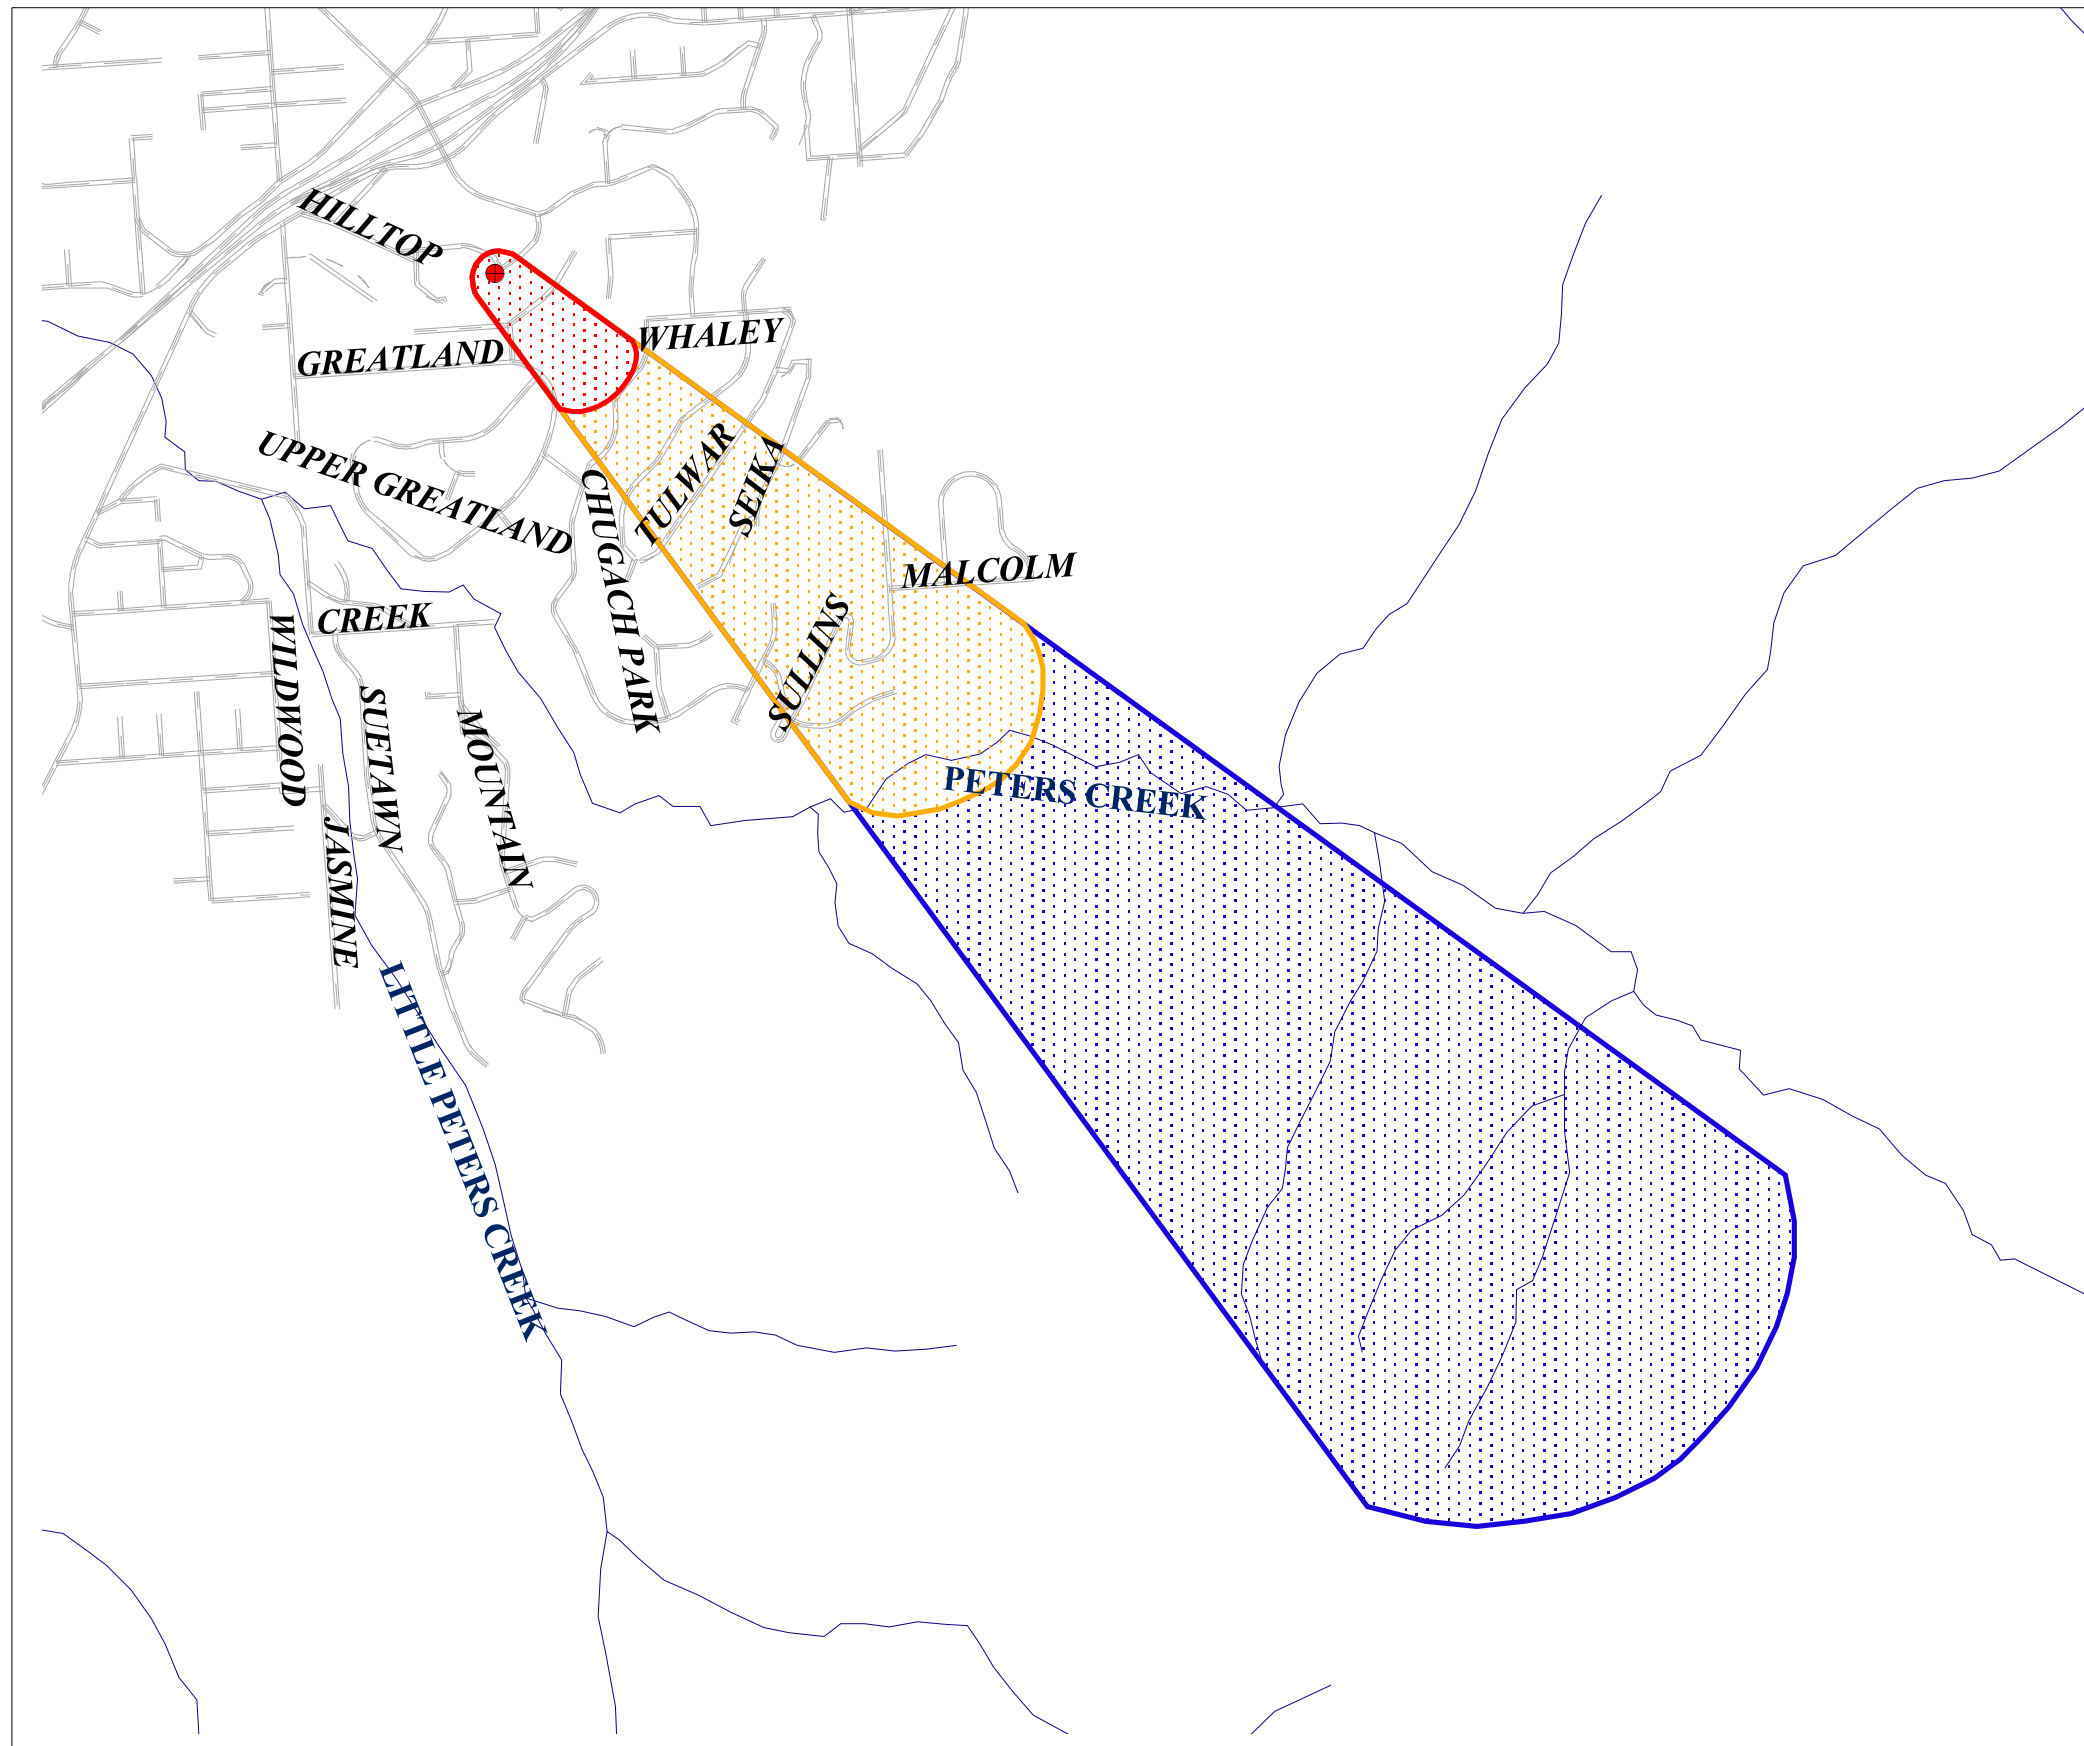 HILLTOP
WHALEY
GREATLAND
UPPER GREATLAND
TULWAR
SEIKA
CHUGACH PARK
MALCOLM
CREEK
SULLINS
WILDWOOD
SUETAWN
MOUNTAIN
PETERS CREEK
JASMINE
LITTLE PETERS CREEK